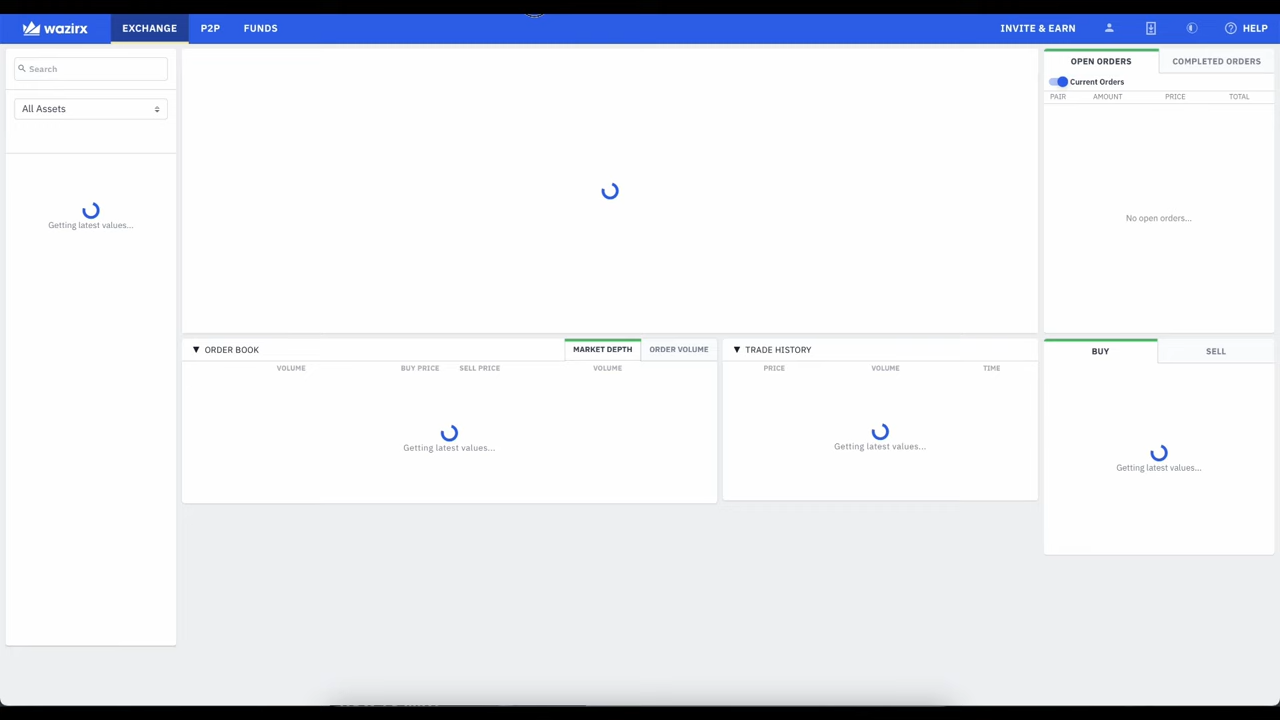 wazirx
EXCHANGE
P2P
FUNDS
INVITE & EARN
HELP
Search
All Assets
Getting latest values...
OPEN ORDERS
COMPLETED ORDERS
Current Orders
PAIR AMOUNT PRICE TOTAL
No open orders...
ORDER BOOK
MARKET DEPTH
ORDER VOLUME
VOLUME BUY PRICE SELL PRICE VOLUME
Getting latest values...
TRADE HISTORY
PRICE VOLUME TIME
Getting latest values...
BUY
SELL
Getting latest values...